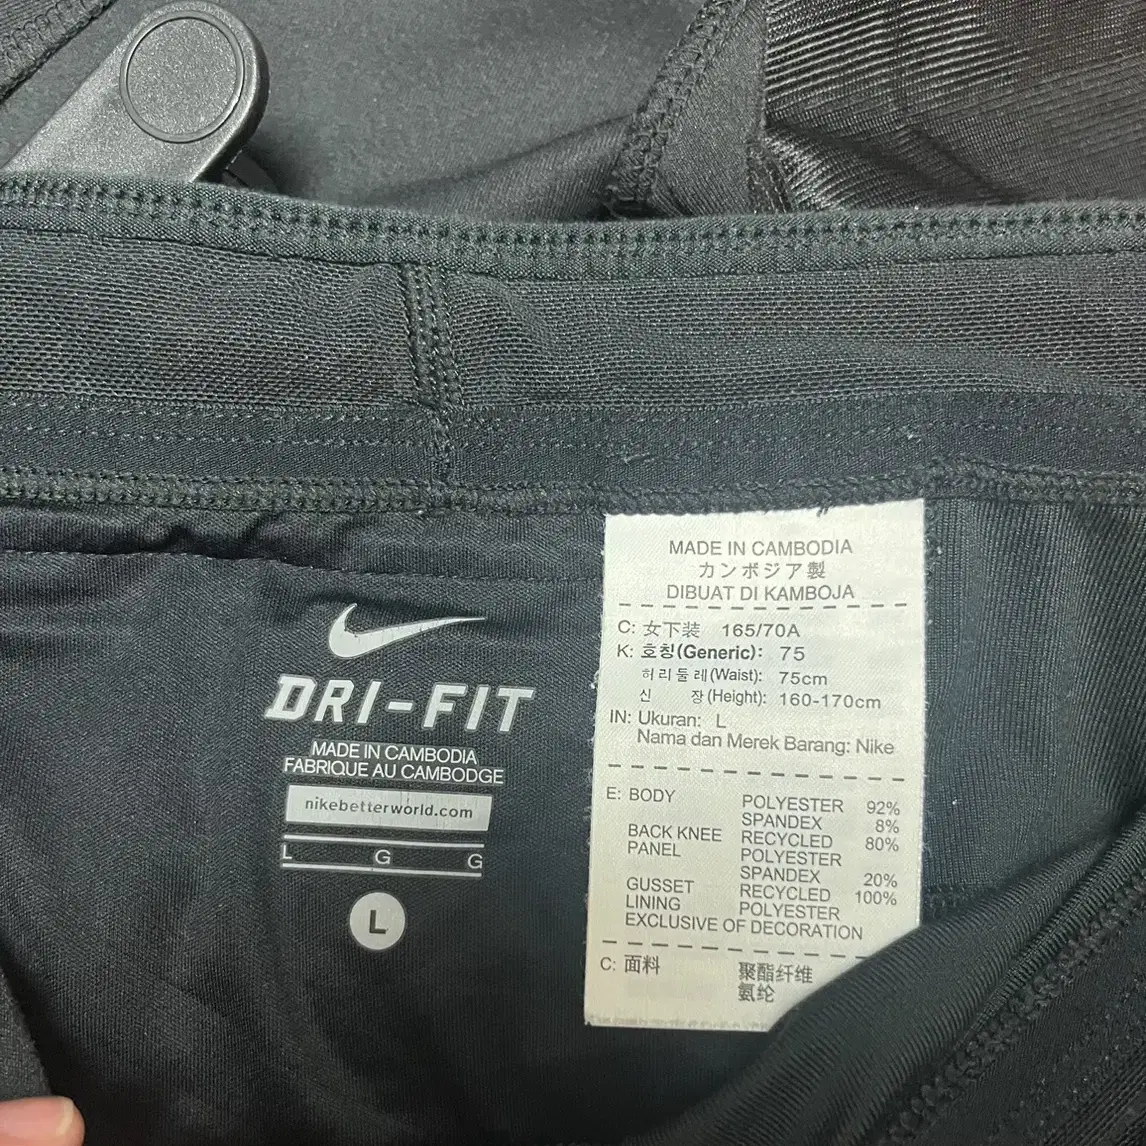 DRI-FIT
MADE IN CAMBODIA
FABRIQUE AU CAMBODGE
nikebetterworld.com
L G G
L
MADE IN CAMBODIA
カンボジア製
DIBUAT DI KAMBOJA
C: 女下装 165/70A
K: 호칭(Generic): 75
허리둘레(Waist): 75cm
신 장(Height): 160-170cm
IN: Ukuran: L
Nama dan Merek Barang: Nike
E: BODY POLYESTER 92%
SPANDEX 8%
BACK KNEE RECYCLED 80%
PANEL POLYESTER
SPANDEX 20%
GUSSET RECYCLED 100%
LINING POLYESTER
EXCLUSIVE OF DECORATION
C: 面料 聚酯纤维
氨纶